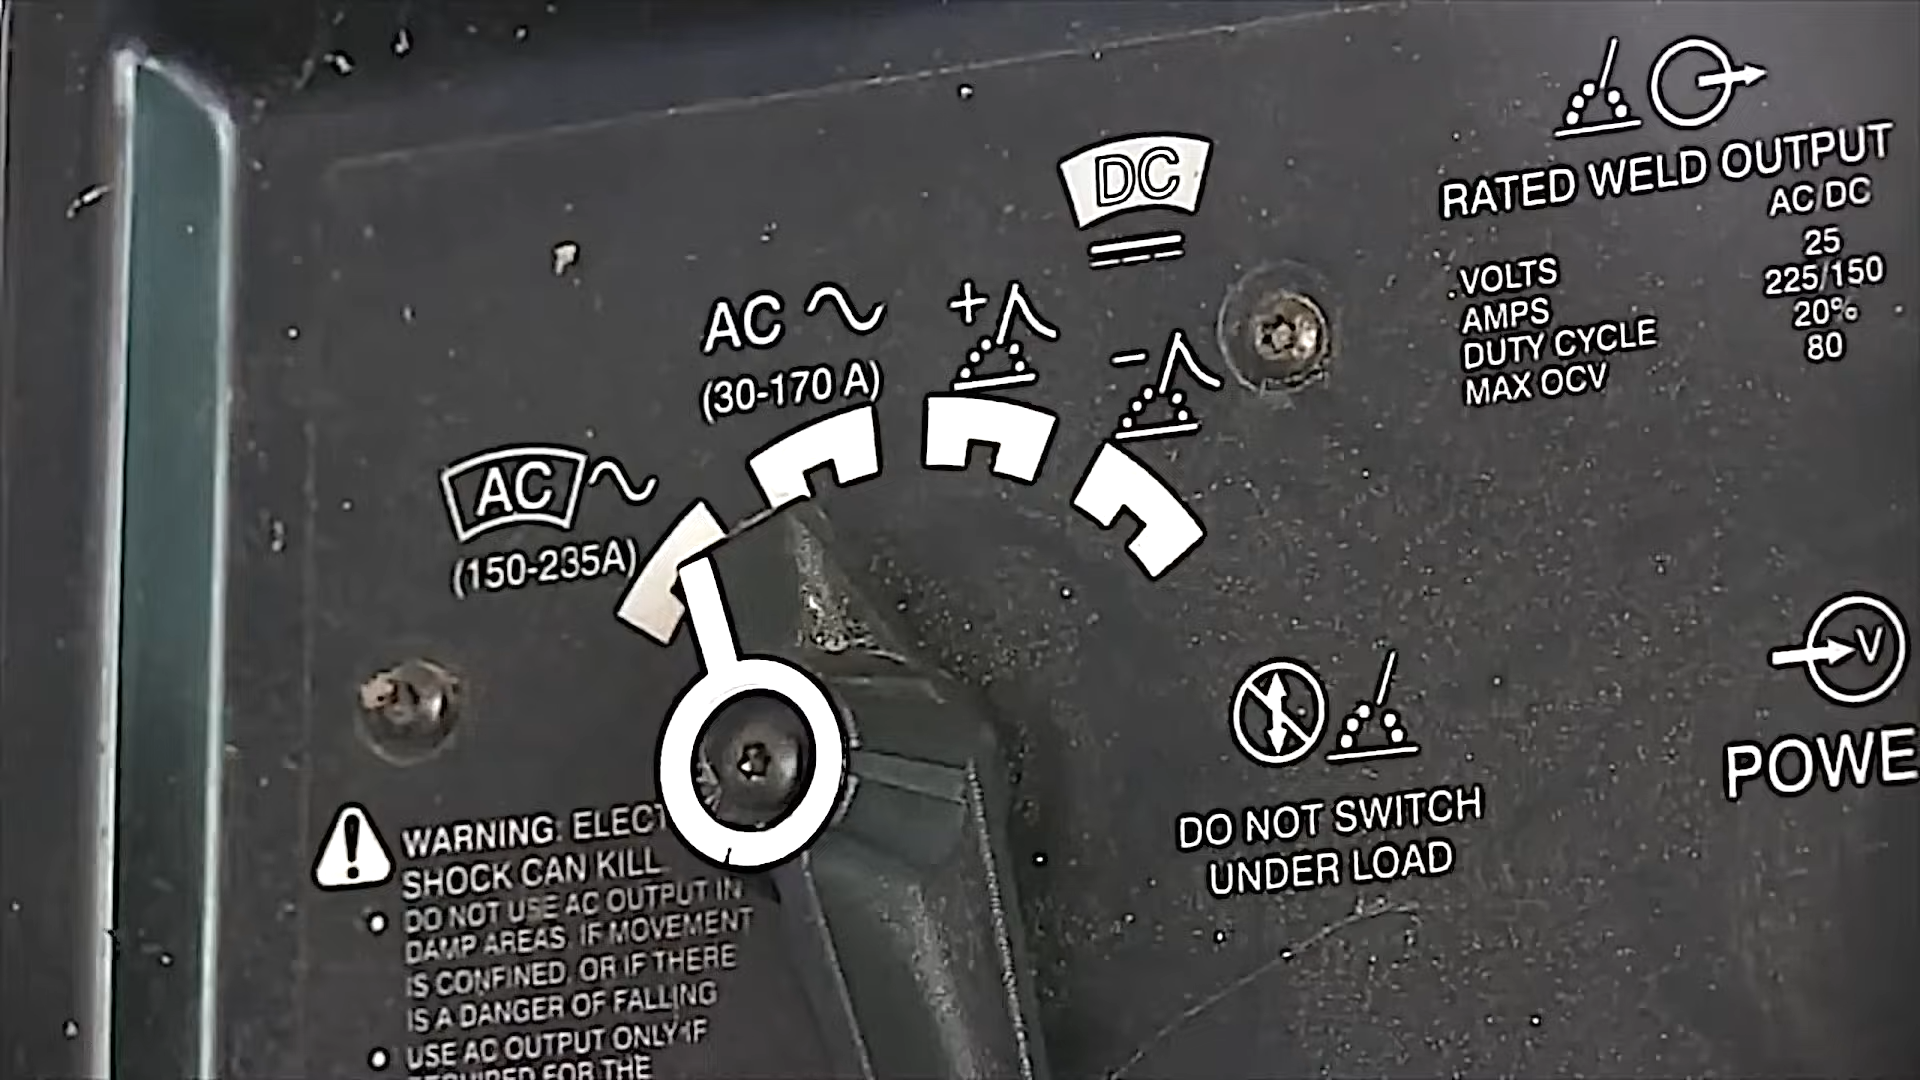 DC
AC
(30-170 A)
+
-
AC
(150-235A)
RATED WELD OUTPUT
AC DC
VOLTS 25
AMPS 225/150
DUTY CYCLE 20%
MAX OCV 80
V
POWE
DO NOT SWITCH
UNDER LOAD
WARNING: ELECT
SHOCK CAN KILL
• DO NOT USE AC OUTPUT IN
DAMP AREAS, IF MOVEMENT
IS CONFINED, OR IF THERE
IS A DANGER OF FALLING
• USE AC OUTPUT ONLY IF
REQUIRED FOR THE